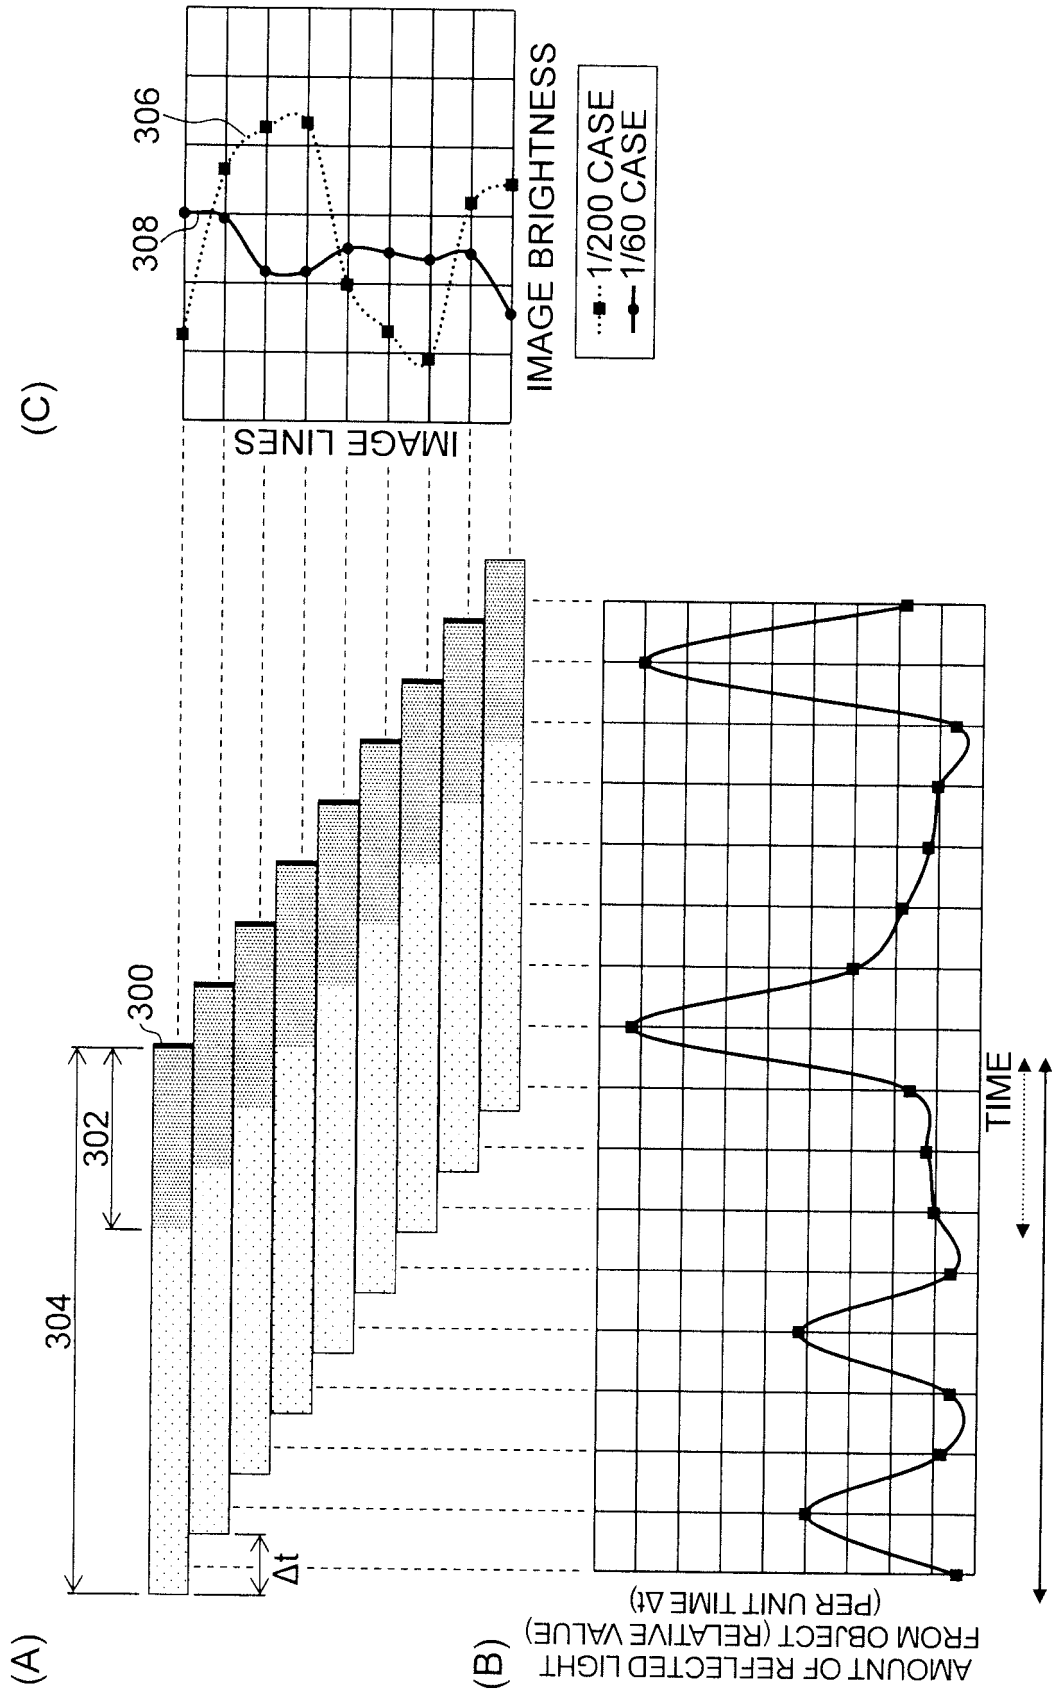 (A)
304
302
300
Δt
(B)
AMOUNT OF REFLECTED LIGHT
FROM OBJECT (RELATIVE VALUE)
(PER UNIT TIME Δt)
TIME
(C)
308
306
IMAGE LINES
IMAGE BRIGHTNESS
1/200 CASE
1/60 CASE